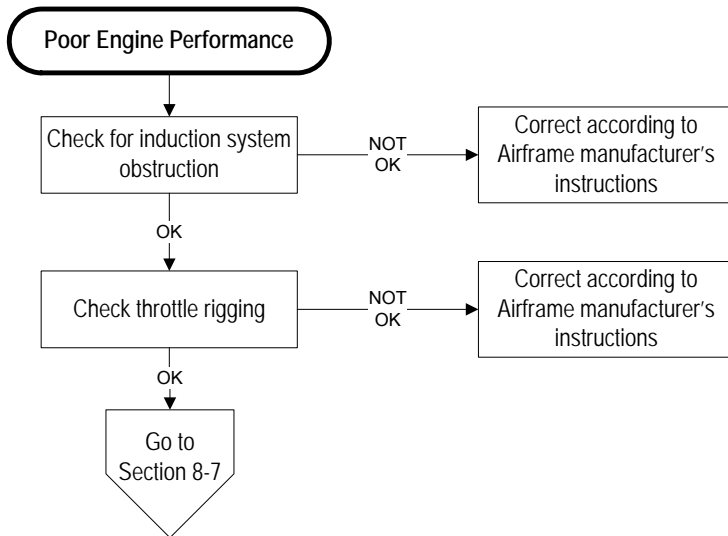 Poor Engine Performance
Check for induction system
obstruction
NOT
OK
Correct according to
Airframe manufacturer's
instructions
OK
Check throttle rigging
NOT
OK
Correct according to
Airframe manufacturer's
instructions
OK
Go to
Section 8-7